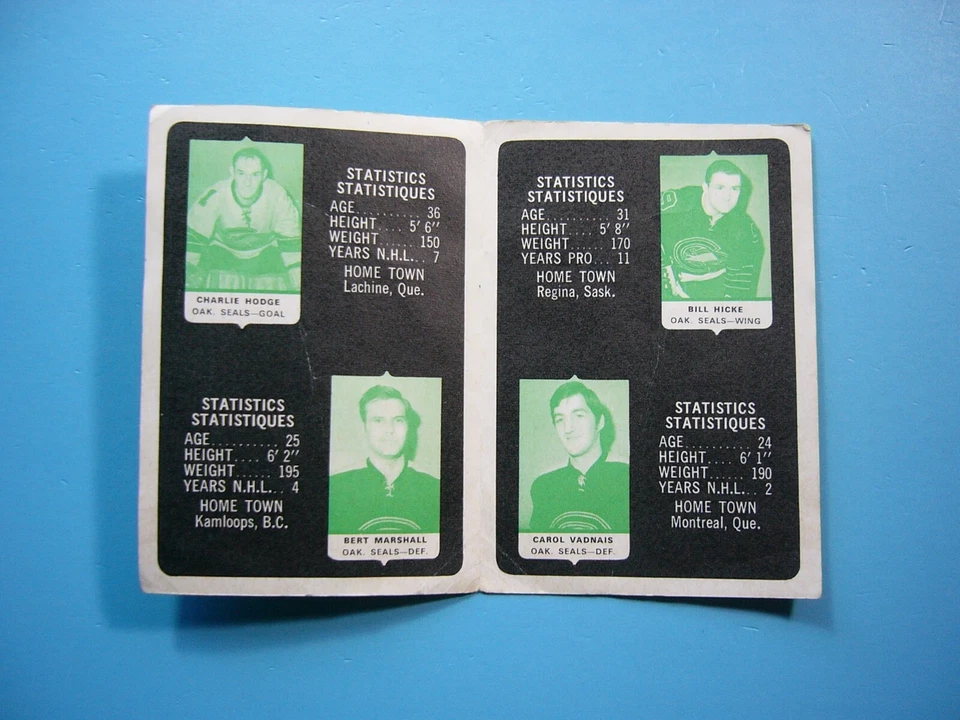 STATISTICS
STATISTIQUES
AGE.......... 36
HEIGHT.... 5' 6"
WEIGHT...... 150
YEARS N.H.L... 7
HOME TOWN
Lachine, Que.
CHARLIE HODGE
OAK. SEALS—GOAL
STATISTICS
STATISTIQUES
AGE.......... 25
HEIGHT.... 6' 2"
WEIGHT...... 195
YEARS N.H.L... 4
HOME TOWN
Kamloops, B.C.
BERT MARSHALL
OAK. SEALS—DEF.
STATISTICS
STATISTIQUES
AGE.......... 31
HEIGHT.... 5' 8"
WEIGHT...... 170
YEARS PRO... 11
HOME TOWN
Regina, Sask.
BILL HICKE
OAK. SEALS—WING
STATISTICS
STATISTIQUES
AGE.......... 24
HEIGHT.... 6' 1"
WEIGHT...... 190
YEARS N.H.L... 2
HOME TOWN
Montreal, Que.
CAROL VADNAIS
OAK. SEALS—DEF.